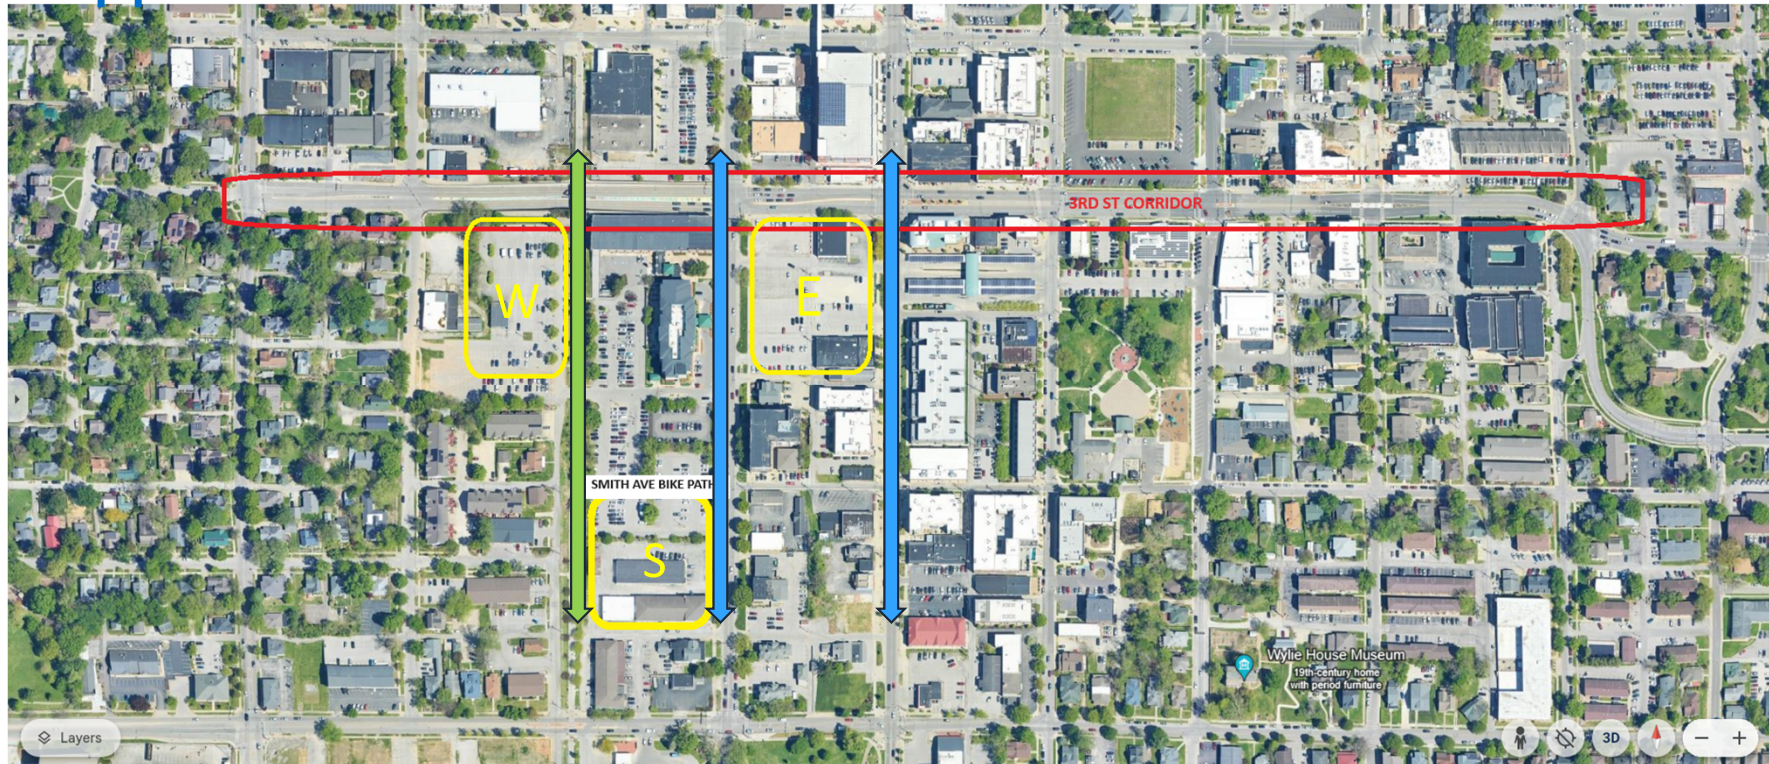 3RD ST CORRIDOR
W
E
SMITH AVE BIKE PATH
S
Wylie House Museum
19th-century home
with period furniture
Layers
3D